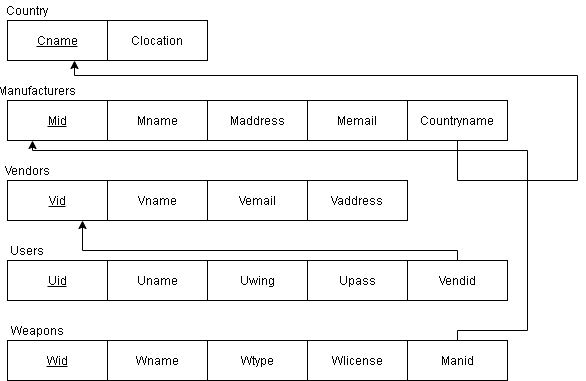 Country
Cname Clocation
Manufacturers
Mid Mname Maddress Memail Countryname
Vendors
Vid Vname Vemail Vaddress
Users
Uid Uname Uwing Upass Vendid
Weapons
Wid Wname Wtype Wlicense Manid